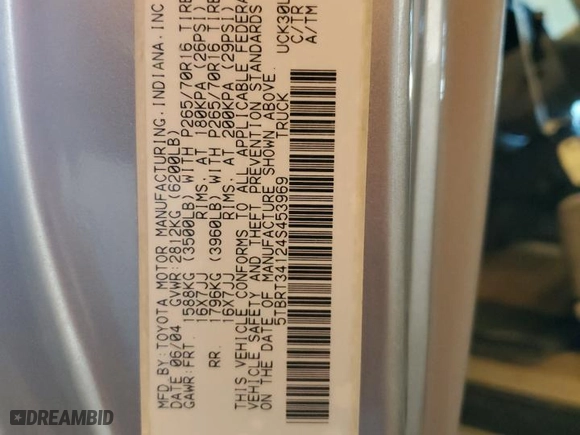 MFD.BY:TOYOTA MOTOR MANUFACTURING.INDIANA.INC
DATE 06/04 GVWR:2812KG (6200LB)
GAWR:FRT. 1588KG (3500LB) WITH P265/70R16 TIRE
16X7JJ RIMS. AT 180KPA (26PSI)
RR. 1796KG (3960LB) WITH P265/70R16 TIRE
16X7JJ RIMS. AT 200KPA (29PSI)
THIS VEHICLE CONFORMS TO ALL APPLICABLE FEDERA
VEHICLE SAFETY AND THEFT PREVENTION STANDARDS
ON THE DATE OF MANUFACTURE SHOWN ABOVE.
5TBRT34124S453969 TRUCK
UCK30L
C/TR
A/TM
DREAMBID